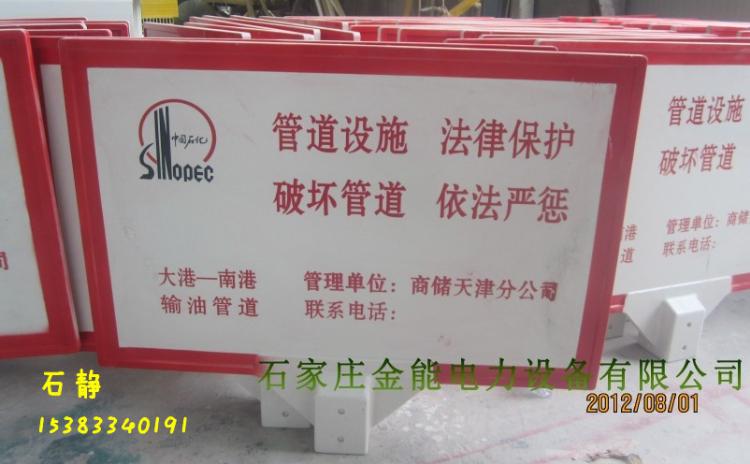 中国石化
SINOPEC
管道设施 法律保护
破坏管道 依法严惩
大港—南港 管理单位：商储天津分公司
输油管道 联系电话：
管道设施
破坏管
管理单位：商
联系电话：
司
石家庄金能电力设备有限公司
石静
15383340191
2012/08/01